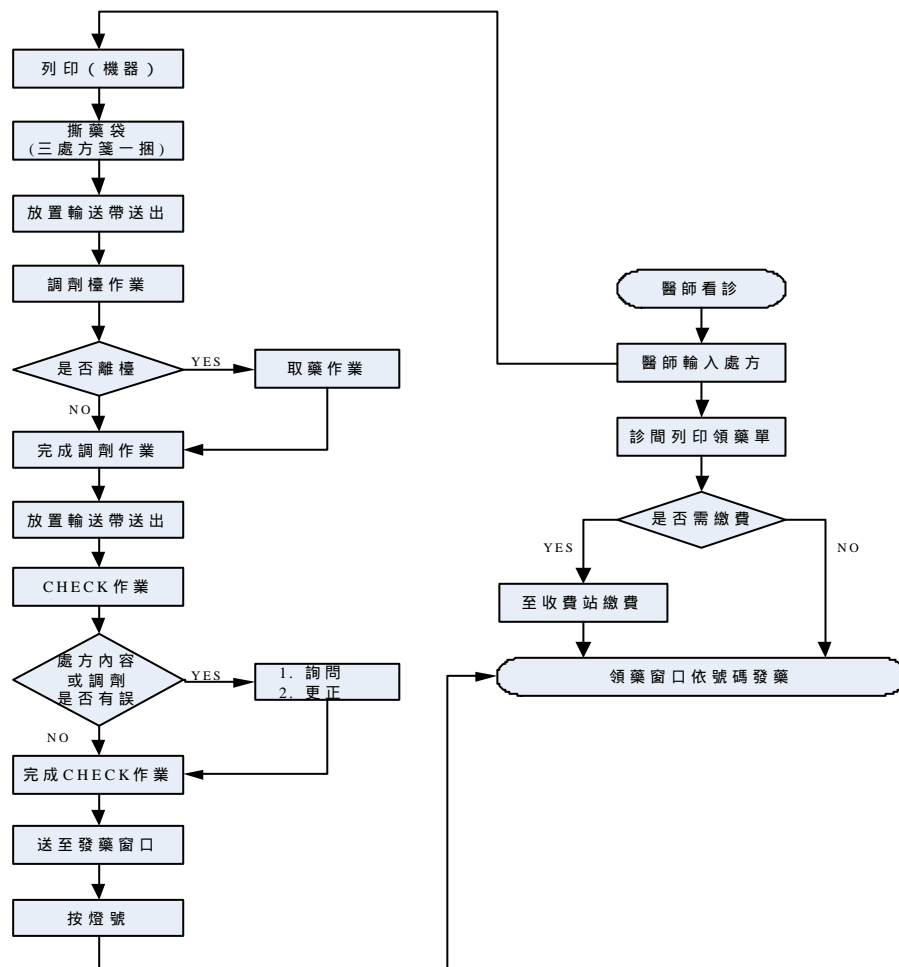 列印(機器)
撕藥袋
(三處方箋一捆)
放置輸送帶送出
調劑檯作業
是否離檯
YES
取藥作業
NO
完成調劑作業
放置輸送帶送出
CHECK作業
處方內容
或調劑
是否有誤
YES
1. 詢問
2. 更正
NO
完成CHECK作業
送至發藥窗口
按燈號
醫師看診
醫師輸入處方
診間列印領藥單
是否需繳費
YES
NO
至收費站繳費
領藥窗口依號碼發藥